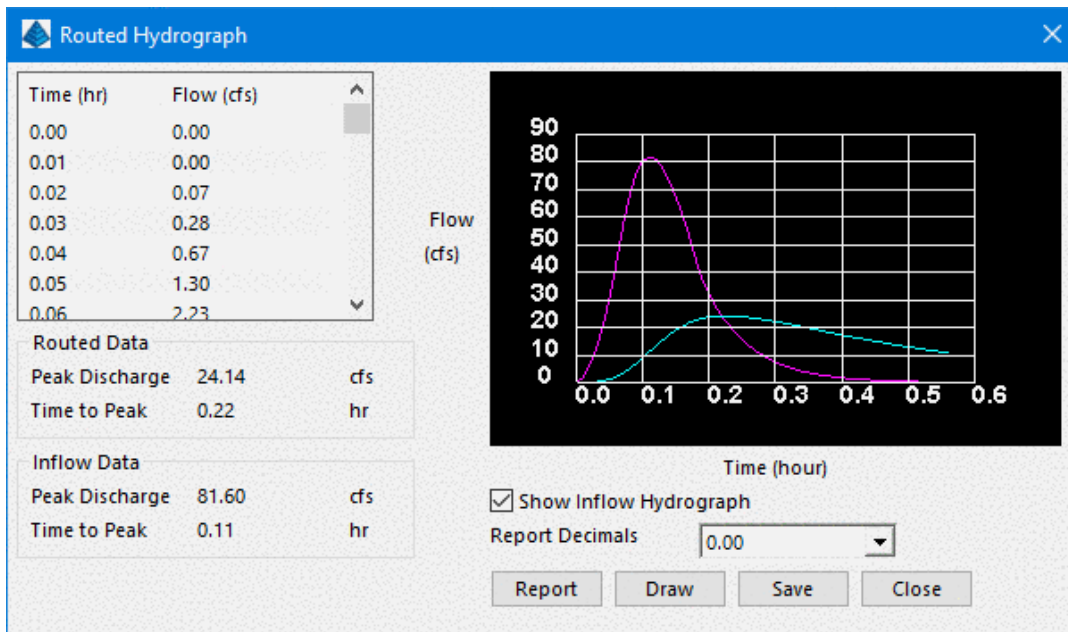 Routed Hydrograph
Time (hr) Flow (cfs)
0.00 0.00
0.01 0.00
0.02 0.07
0.03 0.28
0.04 0.67
0.05 1.30
0.06 2.23
Routed Data
Peak Discharge 24.14 cfs
Time to Peak 0.22 hr
Inflow Data
Peak Discharge 81.60 cfs
Time to Peak 0.11 hr
Flow
(cfs)
90
80
70
60
50
40
30
20
10
0
0.0 0.1 0.2 0.3 0.4 0.5 0.6
Time (hour)
Show Inflow Hydrograph
Report Decimals 0.00
Report Draw Save Close